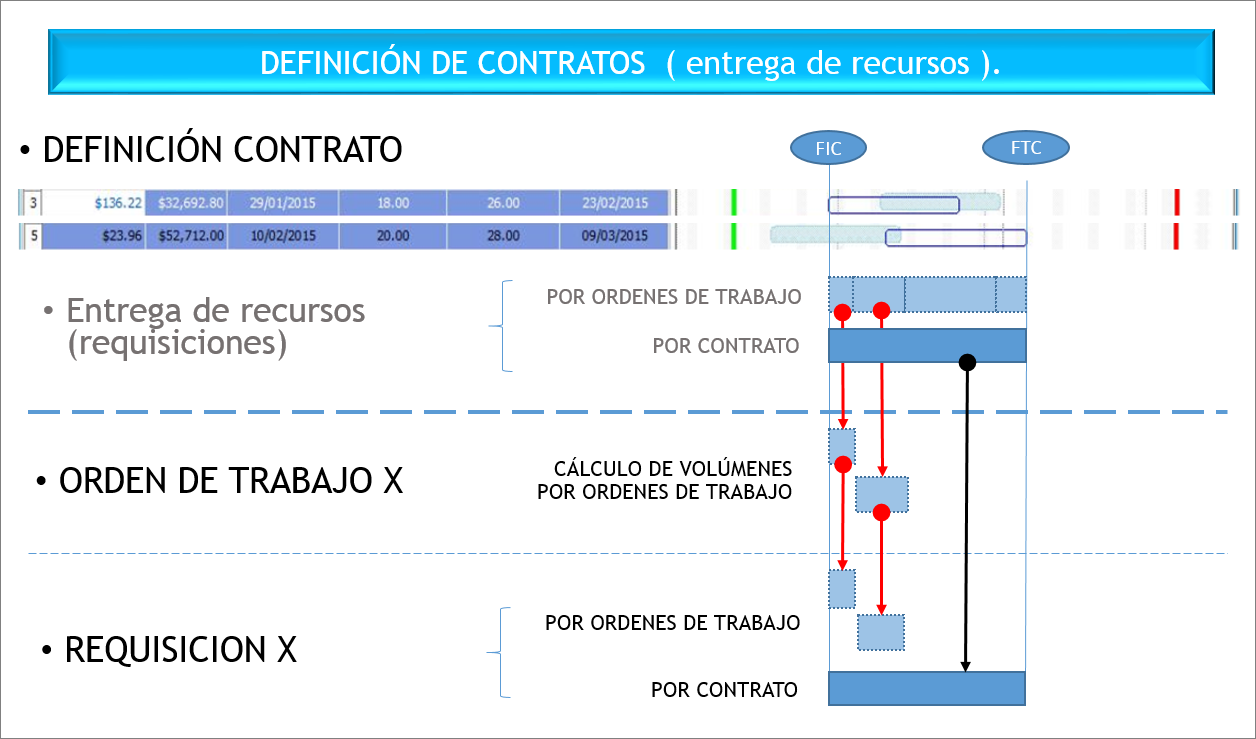 DEFINICIÓN DE CONTRATOS ( entrega de recursos ).
• DEFINICIÓN CONTRATO
FIC
FTC
3 $136.22 $32,692.80 29/01/2015 18.00 26.00 23/02/2015
5 $23.96 $52,712.00 10/02/2015 20.00 28.00 09/03/2015
• Entrega de recursos
(requisiciones)
POR ORDENES DE TRABAJO
POR CONTRATO
• ORDEN DE TRABAJO X
CÁLCULO DE VOLÚMENES
POR ORDENES DE TRABAJO
• REQUISICION X
POR ORDENES DE TRABAJO
POR CONTRATO